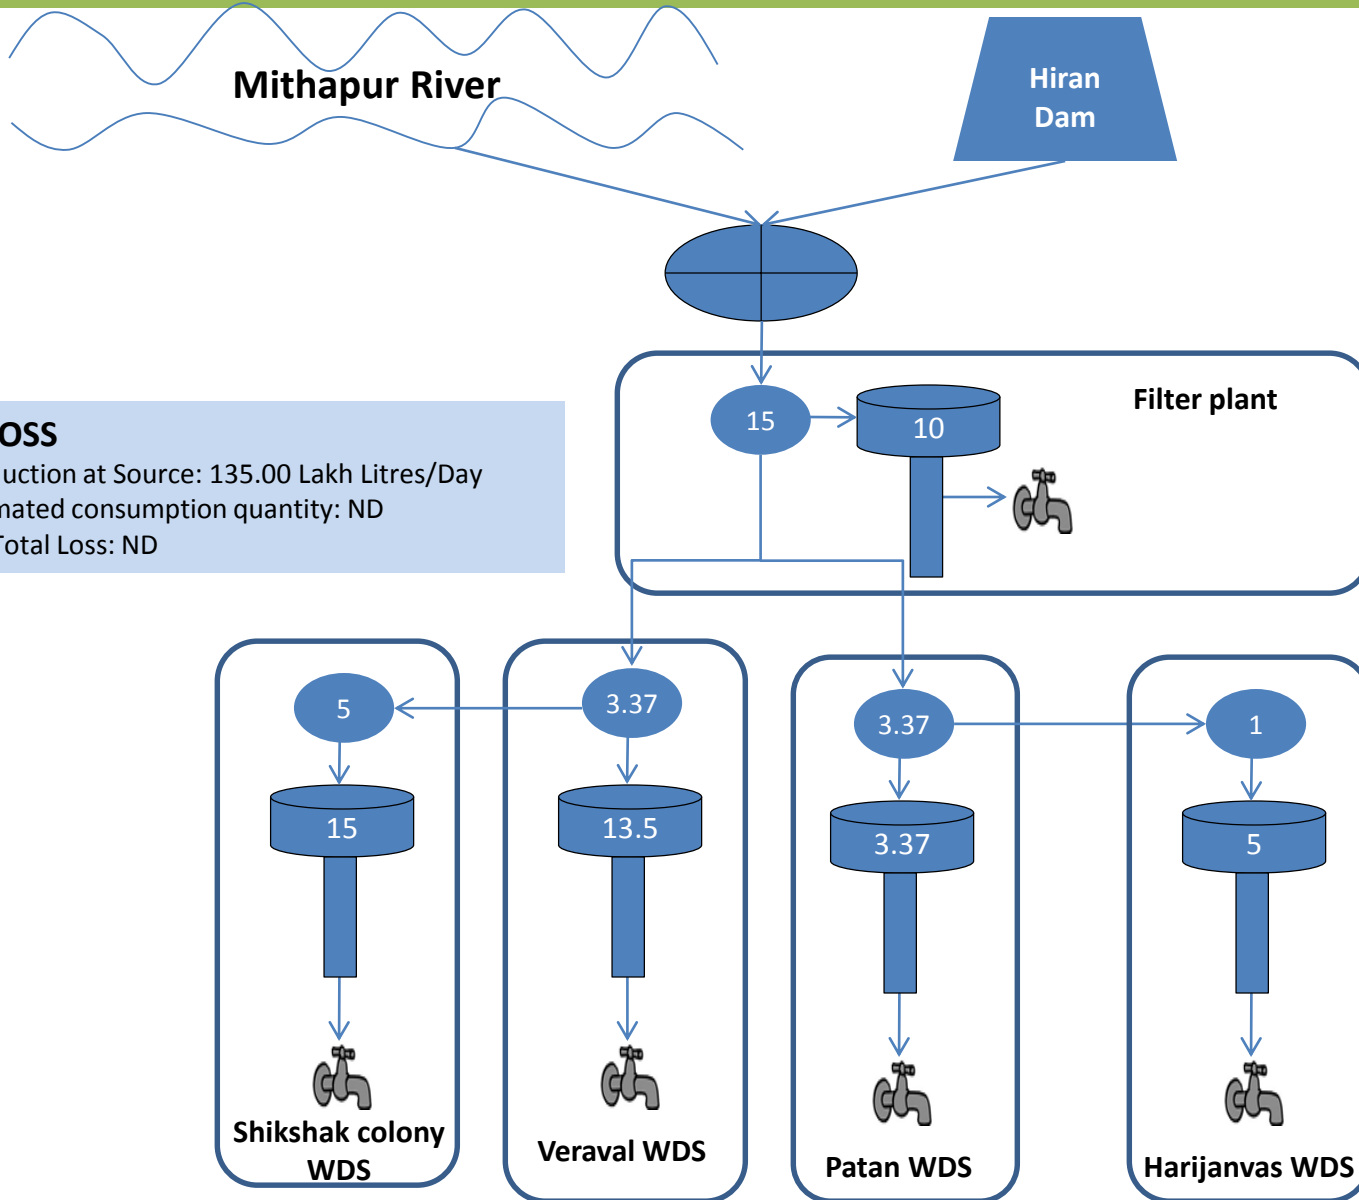 Mithapur River
Hiran
Dam
Filter plant
15
10
OSS
uction at Source: 135.00 Lakh Litres/Day
mated consumption quantity: ND
Total Loss: ND
5
3.37
3.37
1
15
13.5
3.37
5
Shikshak colony
WDS
Veraval WDS
Patan WDS
Harijanvas WDS